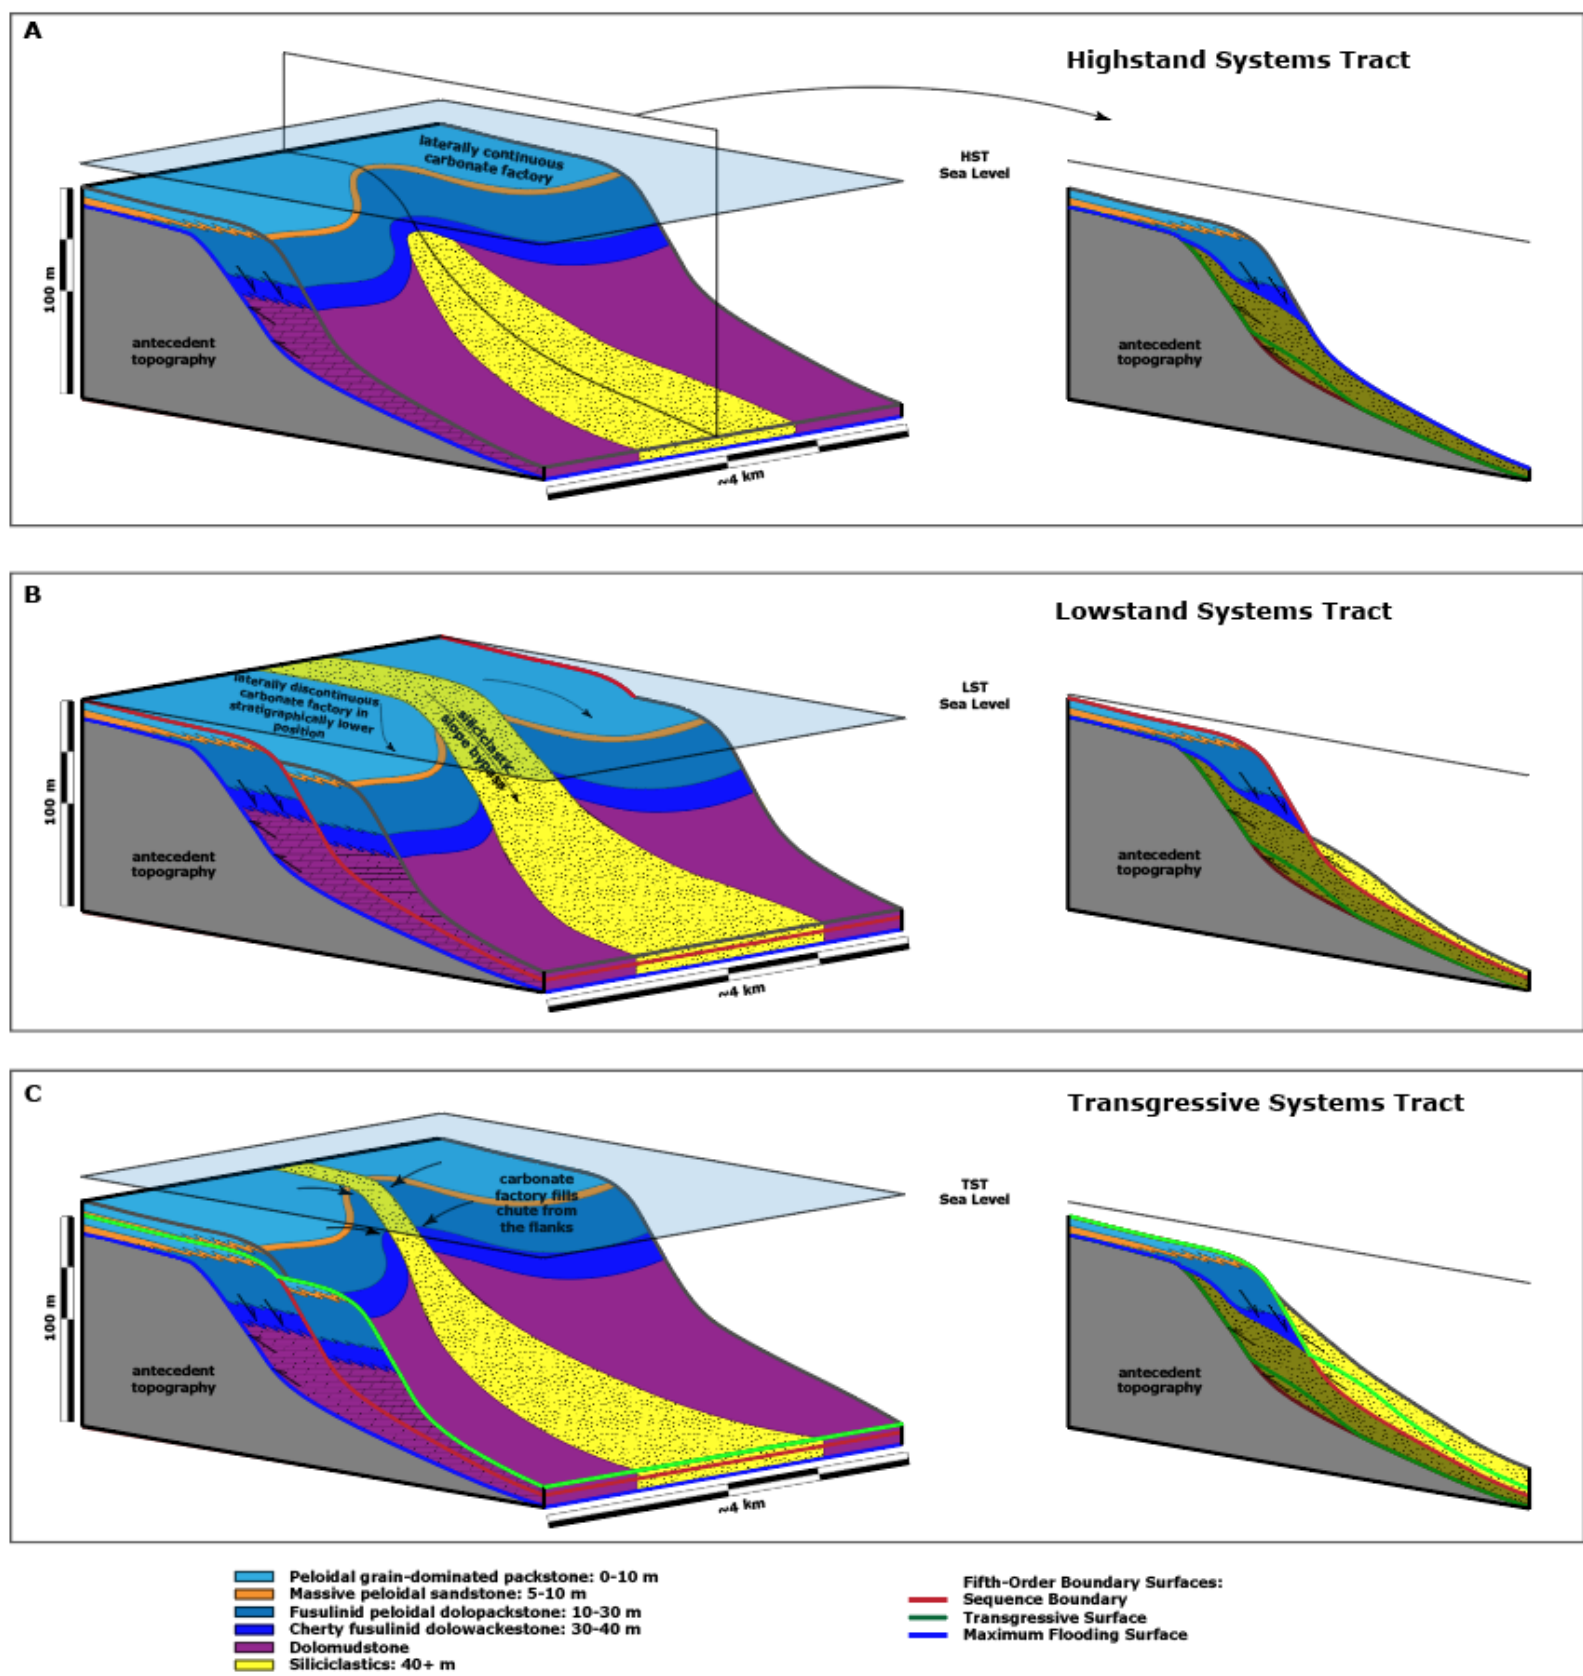 A
Highstand Systems Tract
laterally continuous
carbonate factory
HST
Sea Level
100 m
antecedent
topography
antecedent
topography
~4 km
B
Lowstand Systems Tract
laterally discontinuous
carbonate factory in
stratigraphically lower
position
siliciclastic
slope bypass
LST
Sea Level
100 m
antecedent
topography
antecedent
topography
~4 km
C
Transgressive Systems Tract
carbonate
factory fills
chute from
the flanks
TST
Sea Level
100 m
antecedent
topography
antecedent
topography
~4 km
Peloidal grain-dominated packstone: 0-10 m
Massive peloidal sandstone: 5-10 m
Fusulinid peloidal dolopackstone: 10-30 m
Cherty fusulinid dolowackestone: 30-40 m
Dolomudstone
Siliciclastics: 40+ m
Fifth-Order Boundary Surfaces:
Sequence Boundary
Transgressive Surface
Maximum Flooding Surface